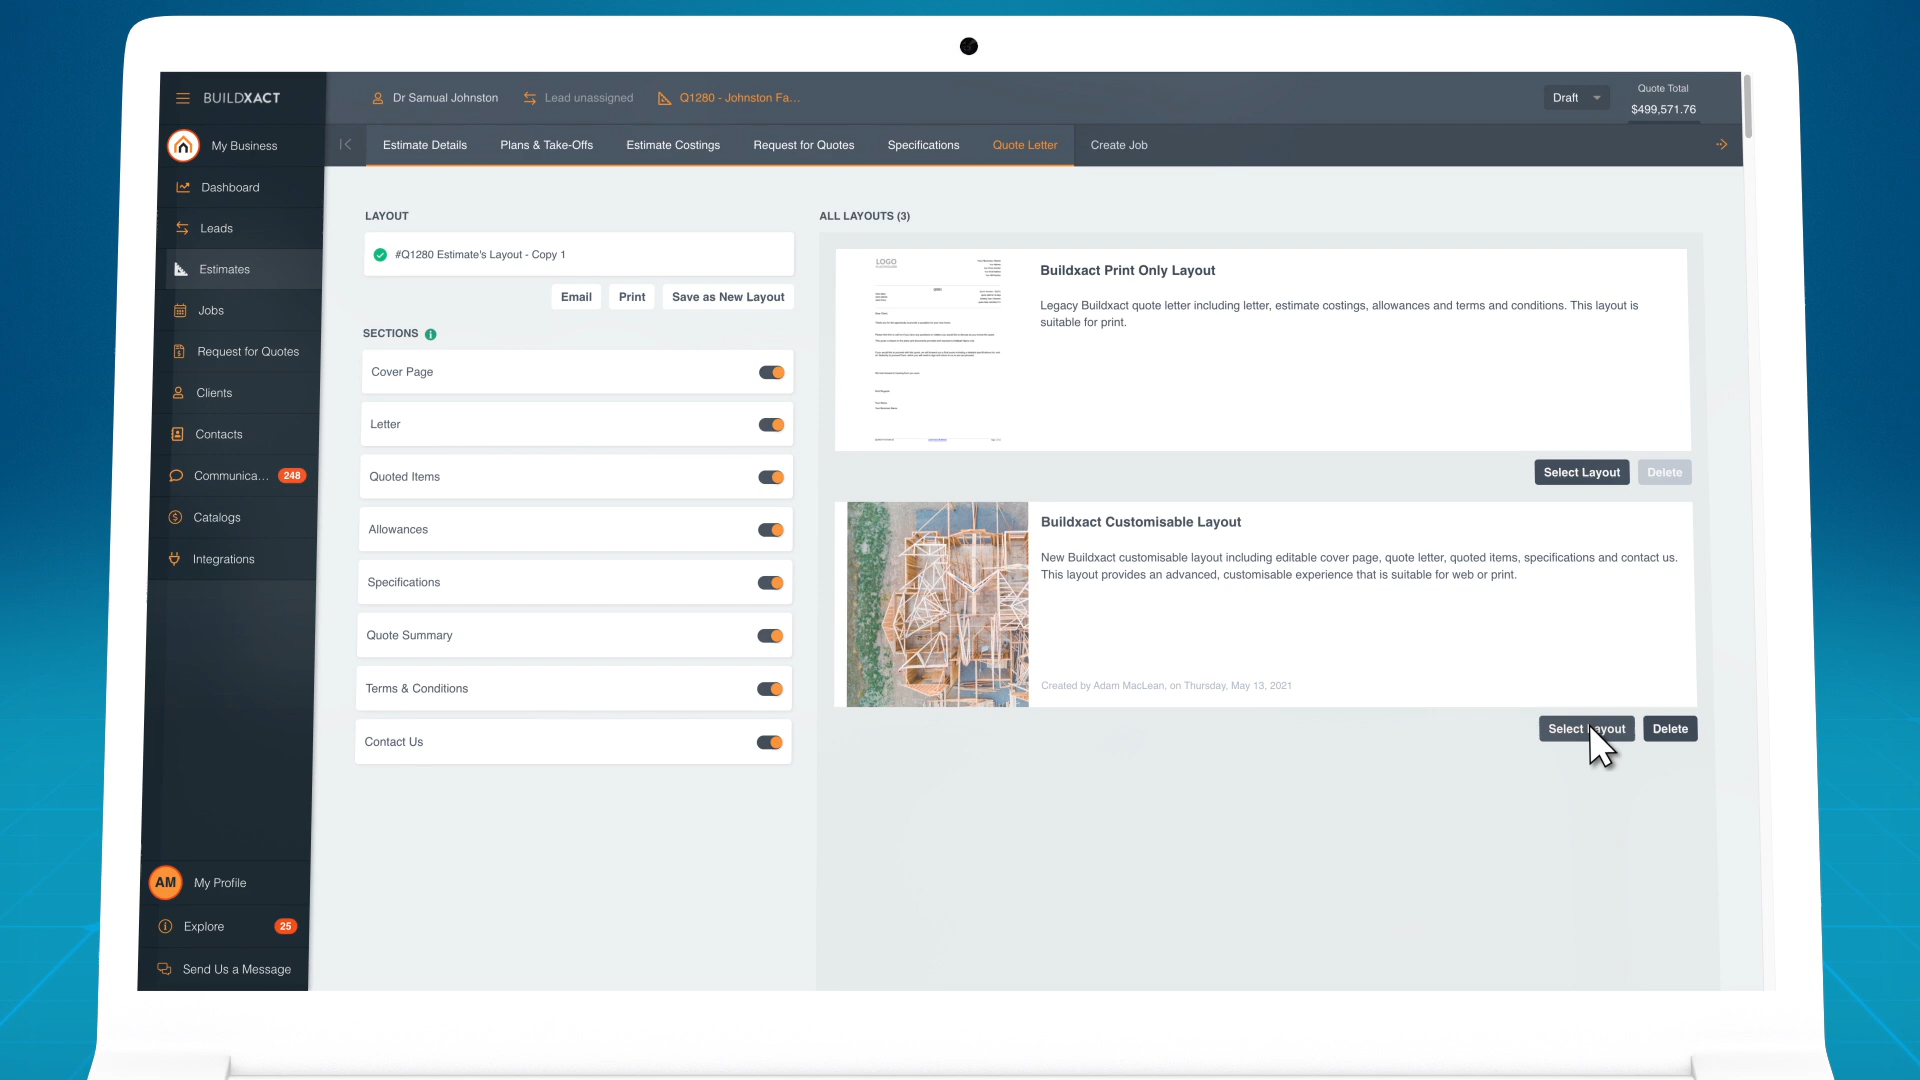 BUILDXACT
Dr Samual Johnston
Lead unassigned
Q1280 - Johnston Fa...
Draft
Quote Total
$499,571.76
My Business
Estimate Details
Plans & Take-Offs
Estimate Costings
Request for Quotes
Specifications
Quote Letter
Create Job
Dashboard
Leads
Estimates
Jobs
Request for Quotes
Clients
Contacts
Communica... 248
Catalogs
Integrations
AM My Profile
Explore 25
Send Us a Message
LAYOUT
#Q1280 Estimate's Layout - Copy 1
Email
Print
Save as New Layout
SECTIONS
Cover Page
Letter
Quoted Items
Allowances
Specifications
Quote Summary
Terms & Conditions
Contact Us
ALL LAYOUTS (3)
LOGO
Buildxact Print Only Layout
Legacy Buildxact quote letter including letter, estimate costings, allowances and terms and conditions. This layout is
suitable for print.
Select Layout
Delete
Buildxact Customisable Layout
New Buildxact customisable layout including editable cover page, quote letter, quoted items, specifications and contact us.
This layout provides an advanced, customisable experience that is suitable for web or print.
Created by Adam MacLean, on Thursday, May 13, 2021
Select Layout
Delete